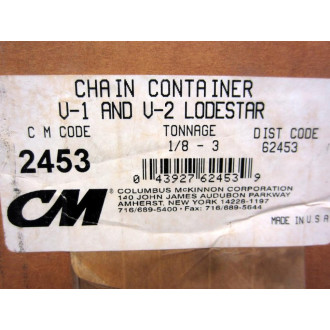 CHAIN CONTAINER
V-1 AND V-2 LODESTAR
C M CODE TONNAGE DIST CODE
2453 1/8 - 3 62453
0 43927 62453 9
CM COLUMBUS McKINNON CORPORATION
140 JOHN JAMES AUDUBON PARKWAY
AMHERST, NEW YORK 14228-1197
716/689-5400 • Fax: 716/689-5644
MADE IN U.S.A